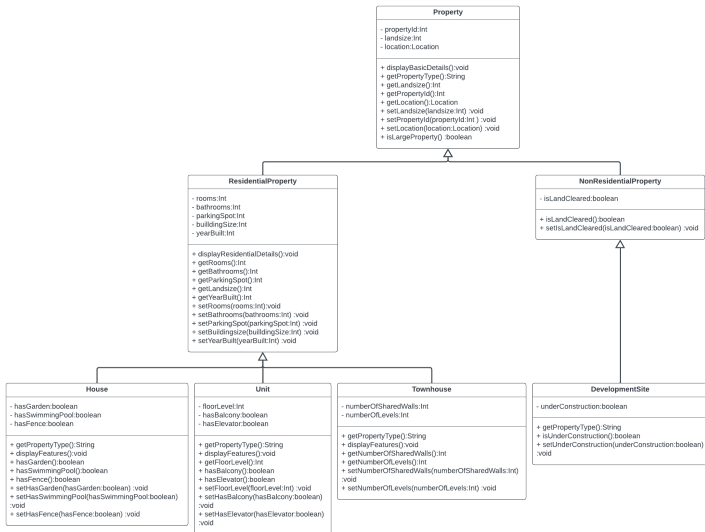 Property
- propertyId:Int
- landsize:Int
- location:Location
+ displayBasicDetails():void
+ getPropertyType():String
+ getLandsize():Int
+ getPropertyId():Int
+ getLocation():Location
+ setLandsize(landsize:Int) :void
+ setPropertyId(propertyId:Int ) :void
+ setLocation(location:Location) :void
+ isLargeProperty() :boolean
ResidentialProperty
- rooms:Int
- bathrooms:Int
- parkingSpot:Int
- builldingSize:Int
- yearBuilt:Int
+ displayResidentialDetails():void
+ getRooms():Int
+ getBathrooms():Int
+ getParkingSpot():Int
+ getLandsize():Int
+ getYearBuilt():Int
+ setRooms(rooms:Int):void
+ setBathrooms(bathrooms:Int) :void
+ setParkingSpot(parkingSpot:Int) :void
+ setBuildingsize(builldingSize:Int) :void
+ setYearBuilt(yearBuilt:Int) :void
NonResidentialProperty
- isLandCleared:boolean
+ isLandCleared():boolean
+ setIsLandCleared(isLandCleared:boolean) :void
House
- hasGarden:boolean
- hasSwimmingPool:boolean
- hasFence:boolean
+ getPropertyType():String
+ displayFeatures():void
+ hasGarden():boolean
+ hasSwimmingPool():boolean
+ hasFence():boolean
+ setHasGarden(hasGarden:boolean) :void
+ setHasSwimmingPool(hasSwimmingPool:boolean)
:void
+ setHasFence(hasFence:boolean) :void
Unit
- floorLevel:Int
- hasBalcony:boolean
- hasElevator:boolean
+ getPropertyType():String
+ displayFeatures():void
+ getFloorLevel():Int
+ hasBalcony():boolean
+ hasElevator():boolean
+ setFloorLevel(floorLevel:Int) :void
+ setHasBalcony(hasBalcony:boolean)
:void
+ setHasElevator(hasElevator:boolean)
:void
Townhouse
- numberOfSharedWalls:Int
- numberOfLevels:Int
+ getPropertyType():String
+ displayFeatures():void
+ getNumberOfSharedWalls():Int
+ getNumberOfLevels():Int
+ setNumberOfSharedWalls(numberOfSharedWalls:Int)
:void
+ setNumberOfLevels(numberOfLevels:Int) :void
DevelopmentSite
- underConstruction:boolean
+ getPropertyType():String
+ isUnderConstruction():boolean
+ setUnderConstruction(underConstruction:boolean)
:void